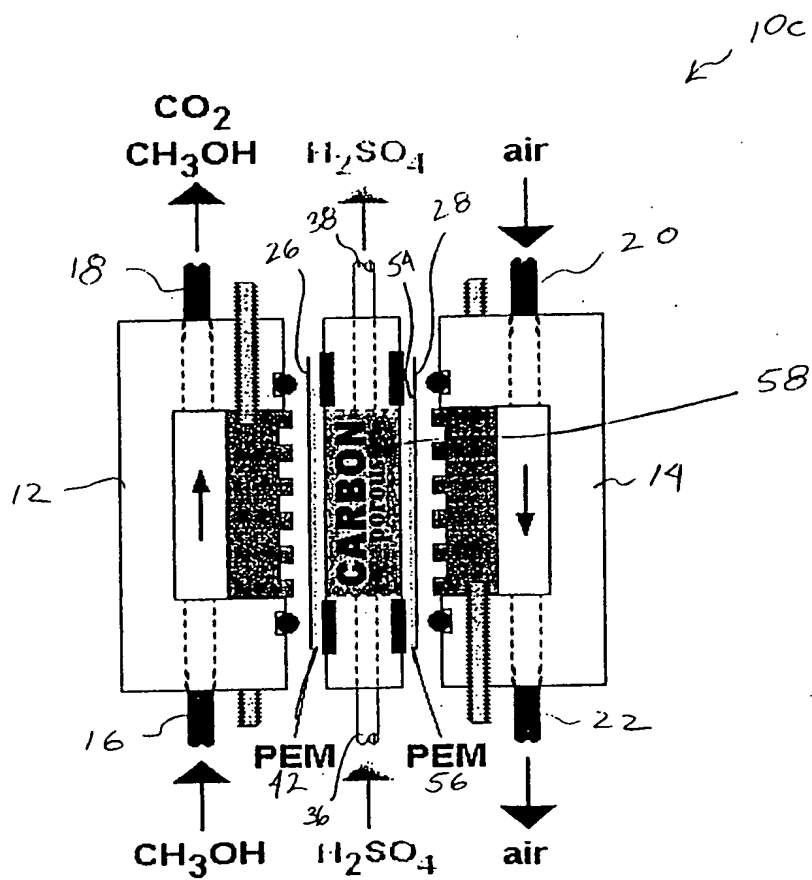 10c
CO2
CH3OH
H2SO4
air
18
26
38
54
28
20
58
CARBON
porous
12
14
16
PEM
42
36
PEM
56
22
CH3OH
H2SO4
air